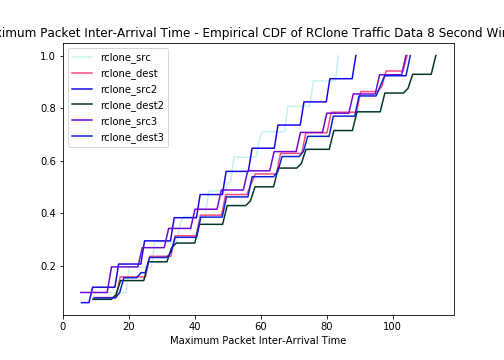 ximum Packet Inter-Arrival Time - Empirical CDF of RClone Traffic Data 8 Second Win
1.0
0.8
0.6
0.4
0.2
rclone_src
rclone_dest
rclone_src2
rclone_dest2
rclone_src3
rclone_dest3
0 20 40 60 80 100
Maximum Packet Inter-Arrival Time